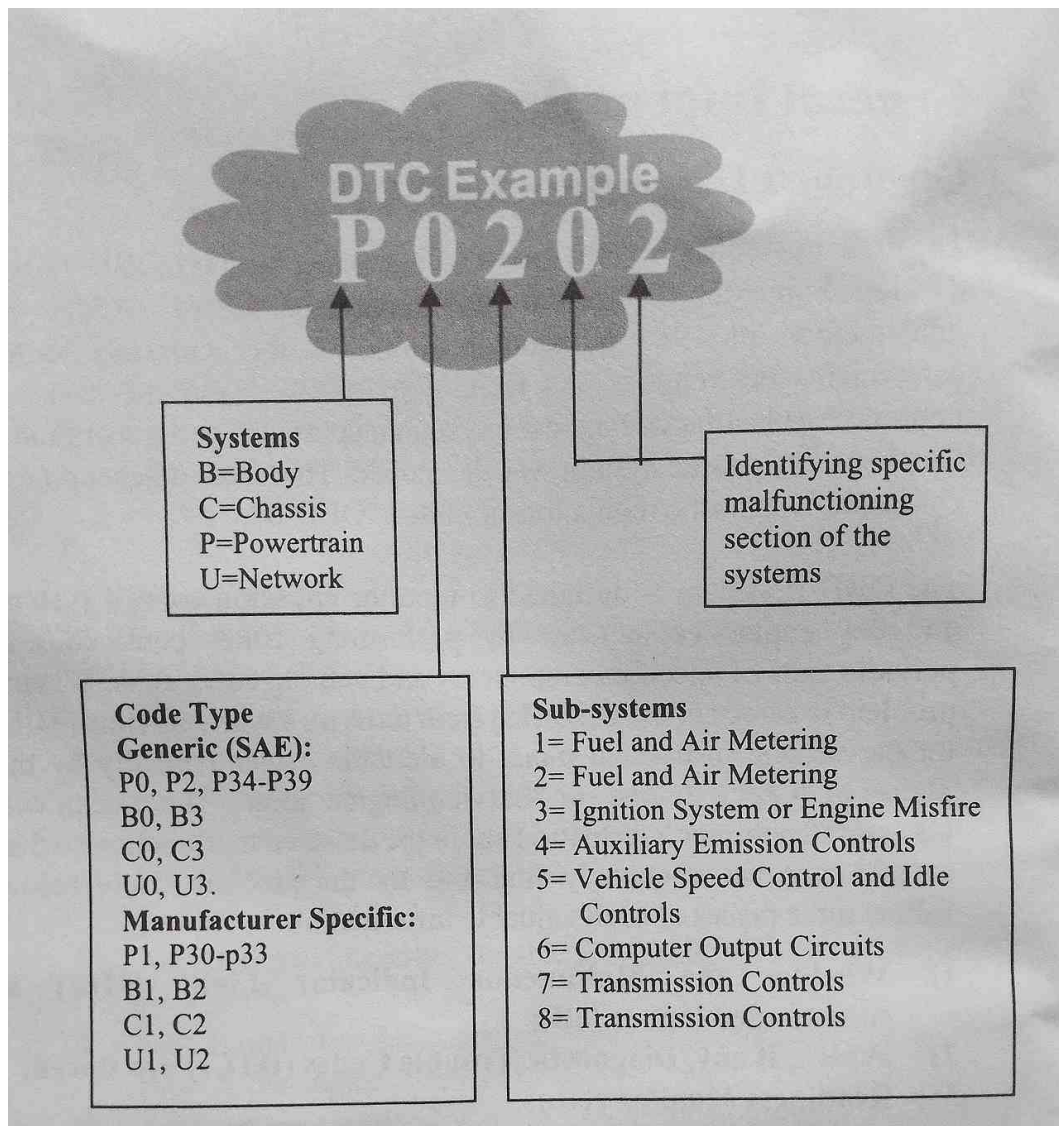 DTC Example
P0202
Systems
B=Body
C=Chassis
P=Powertrain
U=Network
Identifying specific
malfunctioning
section of the
systems
Code Type
Generic (SAE):
P0, P2, P34-P39
B0, B3
C0, C3
U0, U3.
Manufacturer Specific:
P1, P30-p33
B1, B2
C1, C2
U1, U2
Sub-systems
1= Fuel and Air Metering
2= Fuel and Air Metering
3= Ignition System or Engine Misfire
4= Auxiliary Emission Controls
5= Vehicle Speed Control and Idle
Controls
6= Computer Output Circuits
7= Transmission Controls
8= Transmission Controls